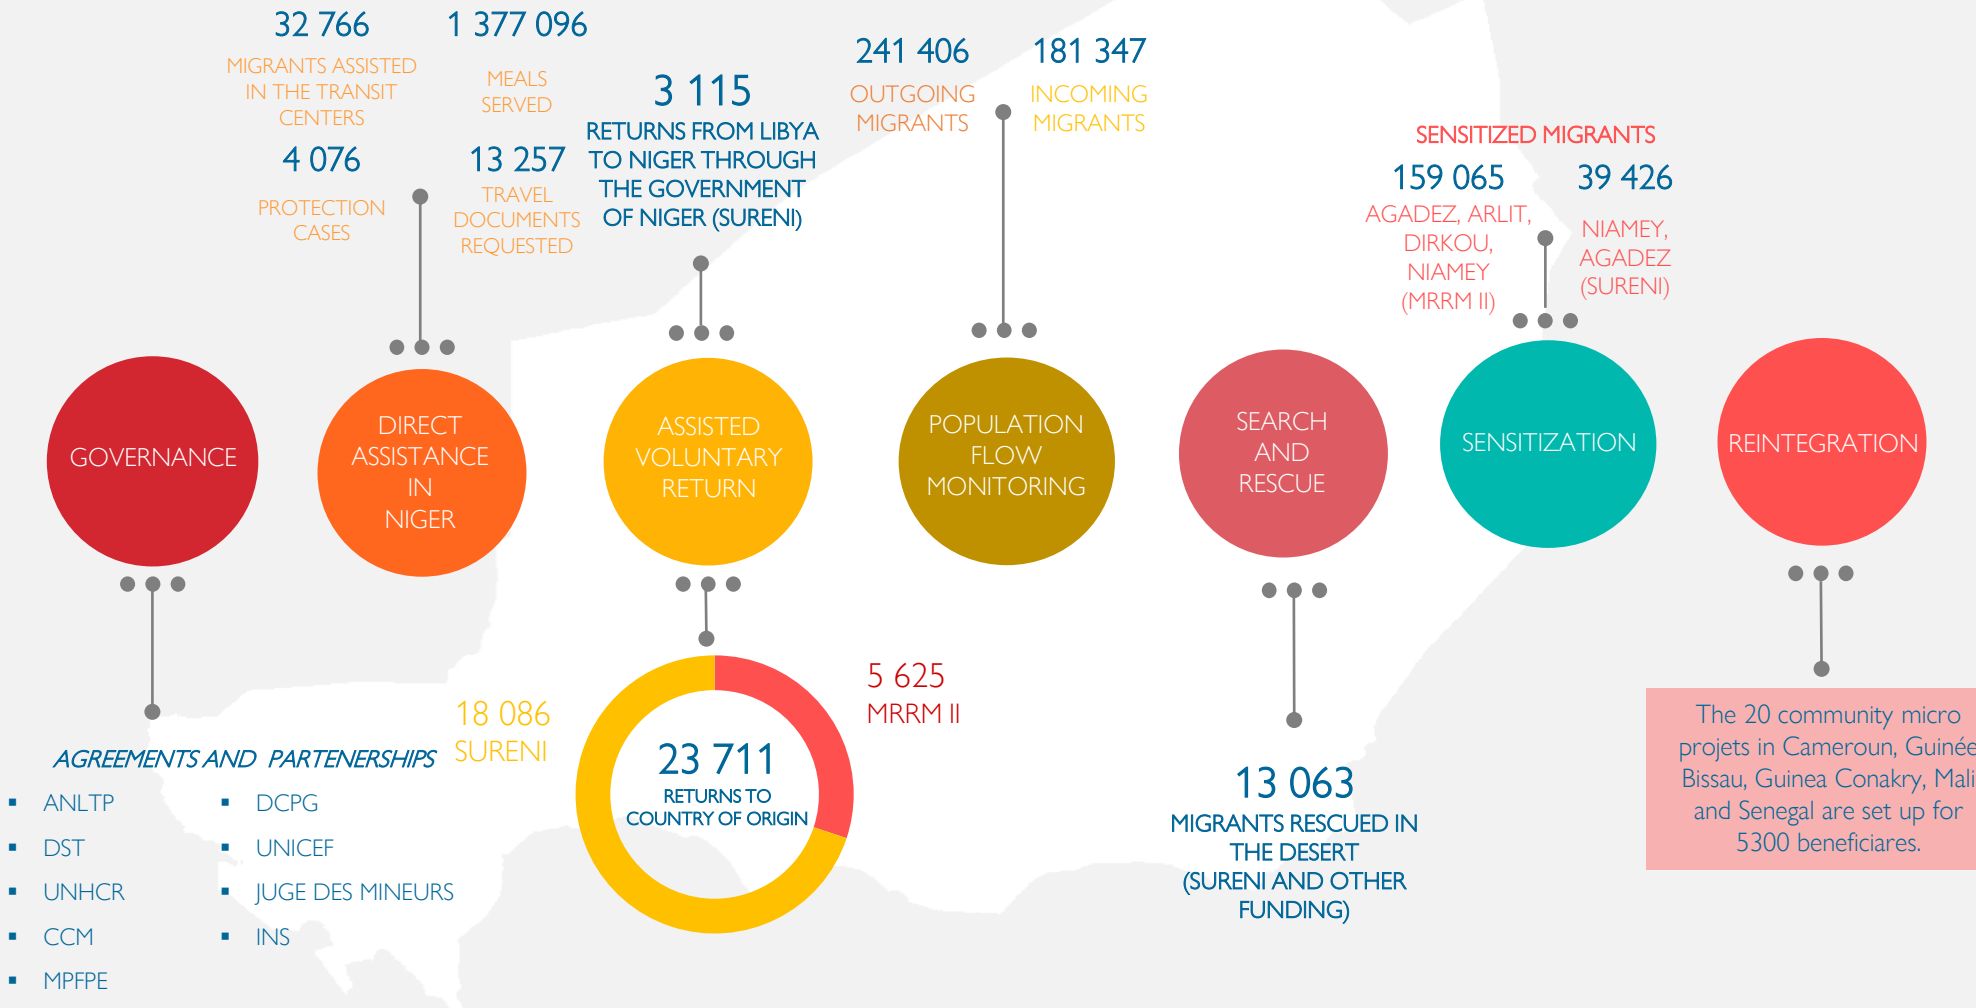 32 766
MIGRANTS ASSISTED
IN THE TRANSIT
CENTERS
1 377 096
MEALS
SERVED
4 076
PROTECTION
CASES
13 257
TRAVEL
DOCUMENTS
REQUESTED
3 115
RETURNS FROM LIBYA
TO NIGER THROUGH
THE GOVERNMENT
OF NIGER (SURENI)
241 406
OUTGOING
MIGRANTS
181 347
INCOMING
MIGRANTS
SENSITIZED MIGRANTS
159 065
AGADEZ, ARLIT,
DIRKOU,
NIAMEY
(MRRM II)
39 426
NIAMEY,
AGADEZ
(SURENI)
GOVERNANCE
DIRECT
ASSISTANCE
IN
NIGER
ASSISTED
VOLUNTARY
RETURN
POPULATION
FLOW
MONITORING
SEARCH
AND
RESCUE
SENSITIZATION
REINTEGRATION
AGREEMENTS AND PARTENERSHIPS
▪ ANLTP
▪ DST
▪ UNHCR
▪ CCM
▪ MPFPE
▪ DCPG
▪ UNICEF
▪ JUGE DES MINEURS
▪ INS
18 086
SURENI
5 625
MRRM II
23 711
RETURNS TO
COUNTRY OF ORIGIN
13 063
MIGRANTS RESCUED IN
THE DESERT
(SURENI AND OTHER
FUNDING)
The 20 community micro
projets in Cameroun, Guinée
Bissau, Guinea Conakry, Mali
and Senegal are set up for
5300 beneficiares.